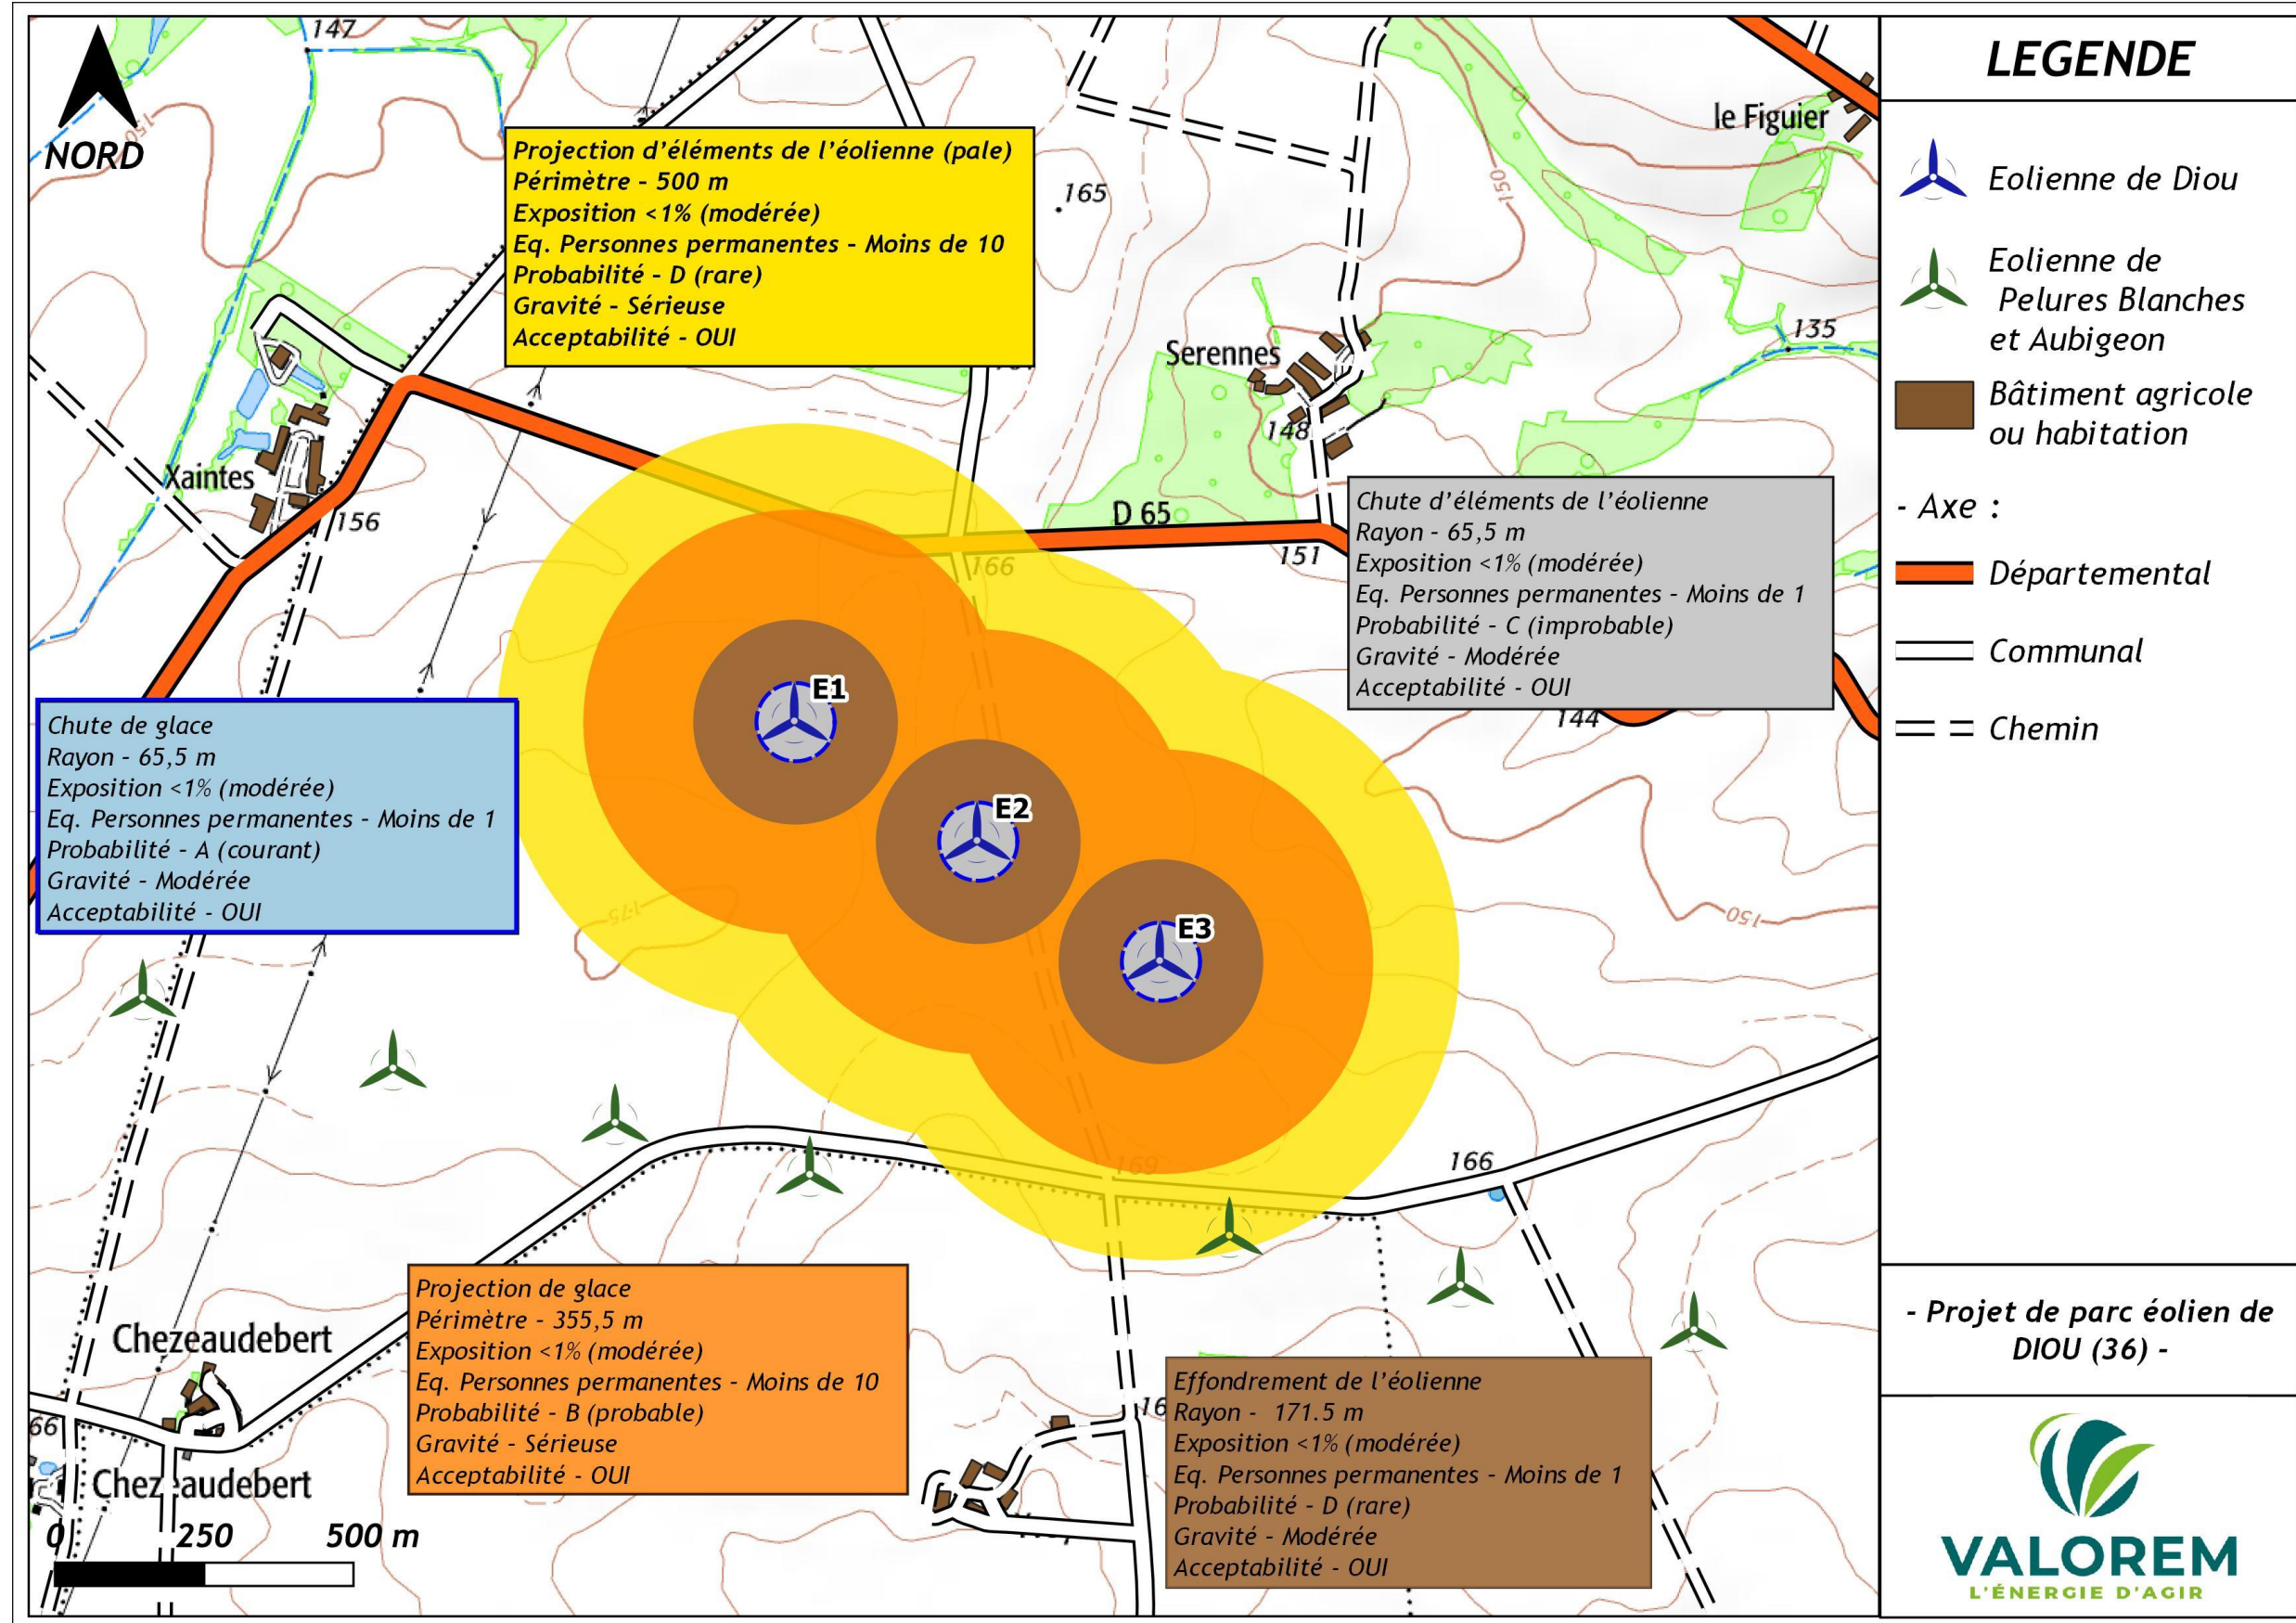 147
150
NORD
Projection d'éléments de l'éolienne (pale)
Périmètre - 500 m
Exposition <1% (modérée)
Eq. Personnes permanentes - Moins de 10
Probabilité - D (rare)
Gravité - Sérieuse
Acceptabilité - OUI
165
150
le Figuier
135
Serennes
148
Xaintes
156
D 65
151
166
Chute d'éléments de l'éolienne
Rayon - 65,5 m
Exposition <1% (modérée)
Eq. Personnes permanentes - Moins de 1
Probabilité - C (improbable)
Gravité - Modérée
Acceptabilité - OUI
144
Chute de glace
Rayon - 65,5 m
Exposition <1% (modérée)
Eq. Personnes permanentes - Moins de 1
Probabilité - A (courant)
Gravité - Modérée
Acceptabilité - OUI
E1
E2
E3
175
150
169
166
Projection de glace
Périmètre - 355,5 m
Exposition <1% (modérée)
Eq. Personnes permanentes - Moins de 10
Probabilité - B (probable)
Gravité - Sérieuse
Acceptabilité - OUI
Chezeaudebert
66
Chezeaudebert
0 250 500 m
16
Effondrement de l'éolienne
Rayon - 171.5 m
Exposition <1% (modérée)
Eq. Personnes permanentes - Moins de 1
Probabilité - D (rare)
Gravité - Modérée
Acceptabilité - OUI
LEGENDE
Eolienne de Diou
Eolienne de
Pelures Blanches
et Aubigeon
Bâtiment agricole
ou habitation
- Axe :
Départemental
Communal
Chemin
- Projet de parc éolien de
DIOU (36) -
VALOREM
L'ÉNERGIE D'AGIR